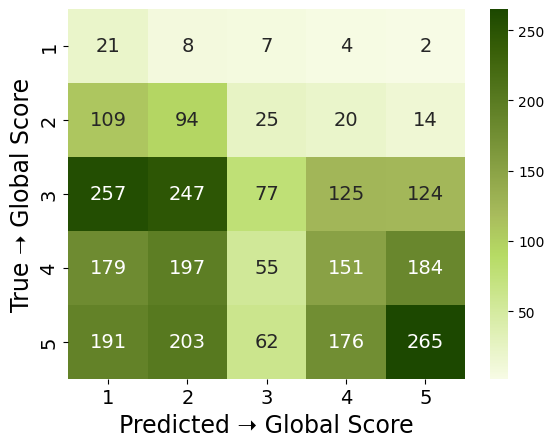 1 21 8 7 4 2
2 109 94 25 20 14
3 257 247 77 125 124
4 179 197 55 151 184
5 191 203 62 176 265
1 2 3 4 5
True → Global Score
Predicted → Global Score
250
200
150
100
50